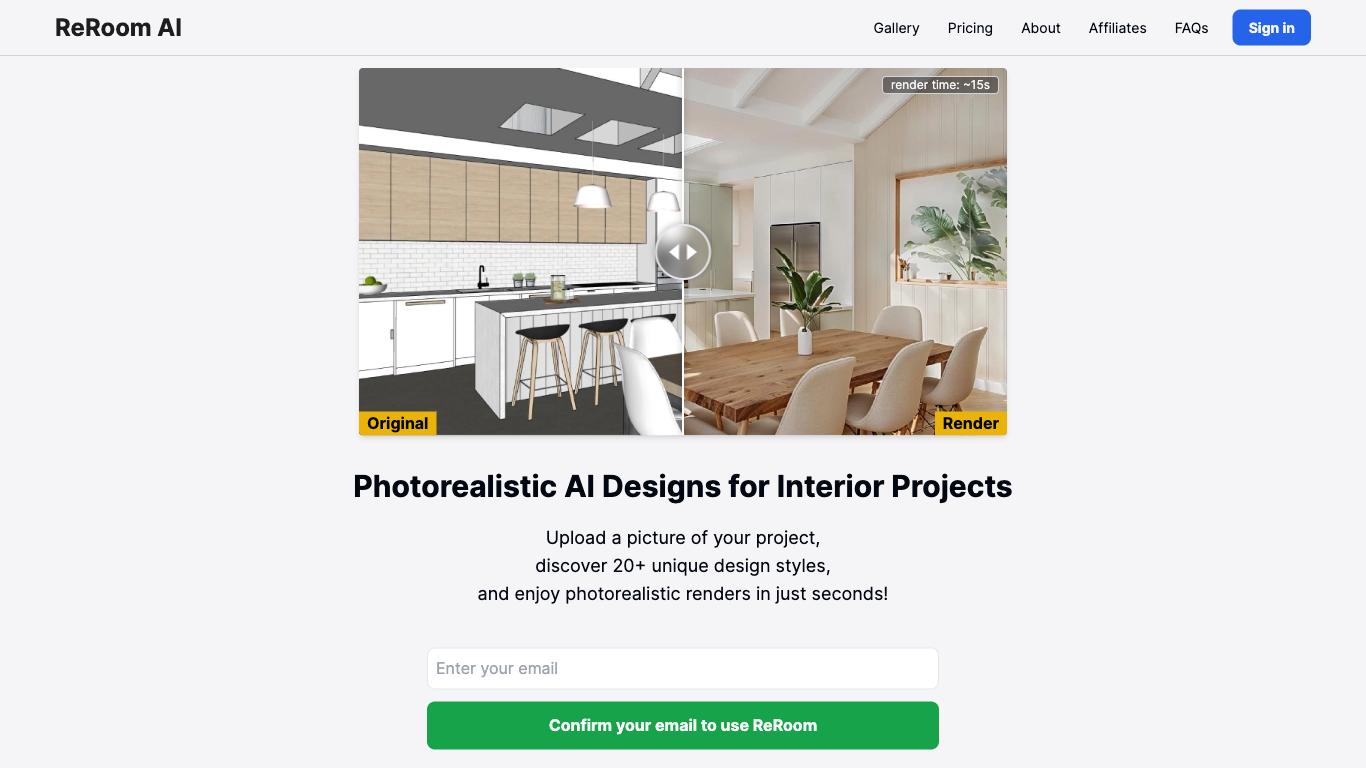 ReRoom AI
Gallery
Pricing
About
Affiliates
FAQs
Sign in
render time: ~15s
Original
Render
Photorealistic AI Designs for Interior Projects
Upload a picture of your project,
discover 20+ unique design styles,
and enjoy photorealistic renders in just seconds!
Enter your email
Confirm your email to use ReRoom